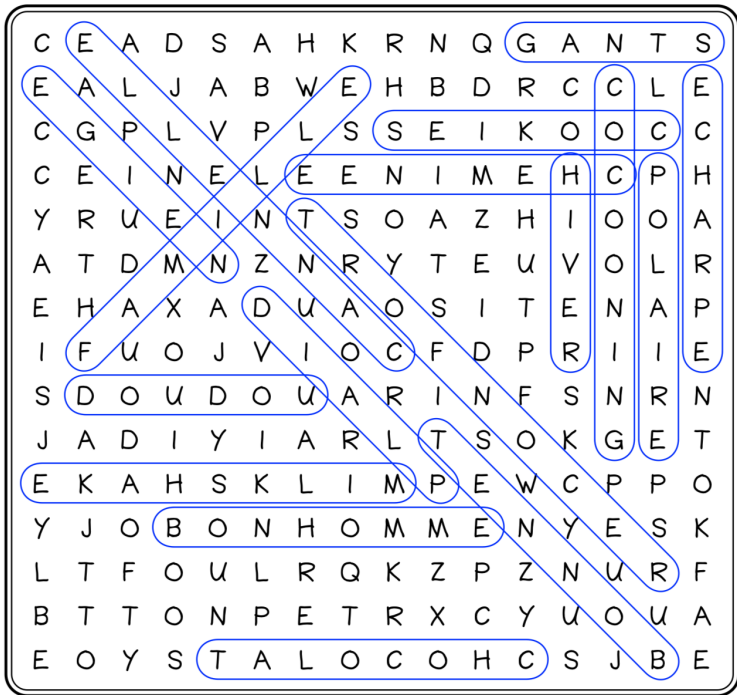 C E A D S A H K R N Q G A N T S
E A L J A B W E H B D R C C L E
C G P L V P L S S E I K O O C C
C E I N E L E E N I M E H C P H
Y R U E I N T S O A Z H I O O A
A T D M N Z N R Y T E U V O L R
E H A X A D U A O S I T E N A P
I F U O J V I O C F D P R I I E
S D O U D O U A R I N F S N R N
J A D I Y I A R L T S O K G E T
E K A H S K L I M P E W C P P O
Y J O B O N H O M M E N Y E S K
L T F O U L R Q K Z P Z N U R F
B T T O N P E T R X C Y U O U A
E O Y S T A L O C O H C S J B E